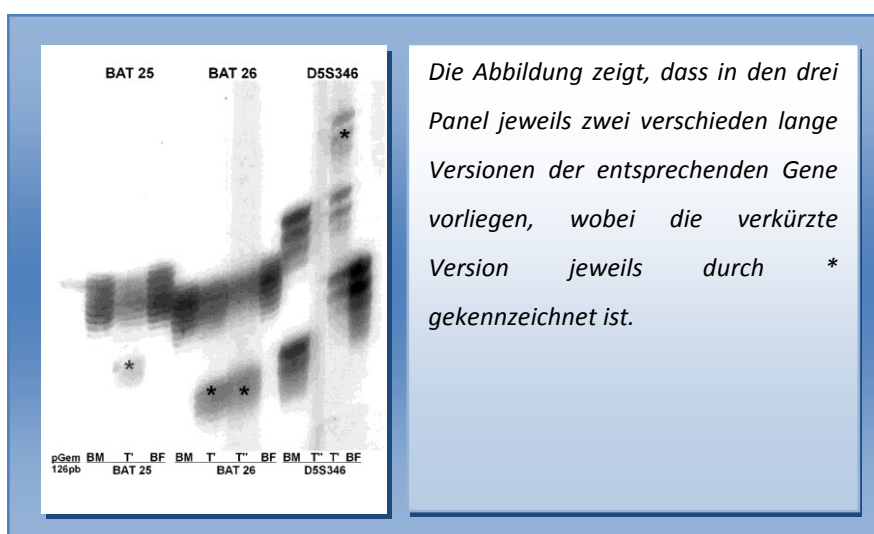 BAT 25 BAT 26 D5S346
*
*
* *
pGem BM T' BF BM T' T'' BF BM T'' T' BF
126pb BAT 25 BAT 26 D5S346
Die Abbildung zeigt, dass in den drei
Panel jeweils zwei verschieden lange
Versionen der entsprechenden Gene
vorliegen, wobei die verkürzte
Version jeweils durch *
gekennzeichnet ist.